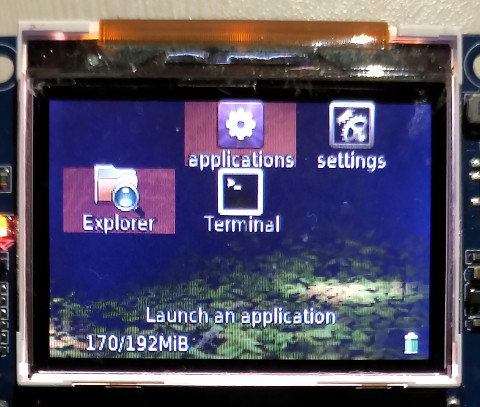 applications settings
Explorer Terminal
Launch an application
170/192MiB